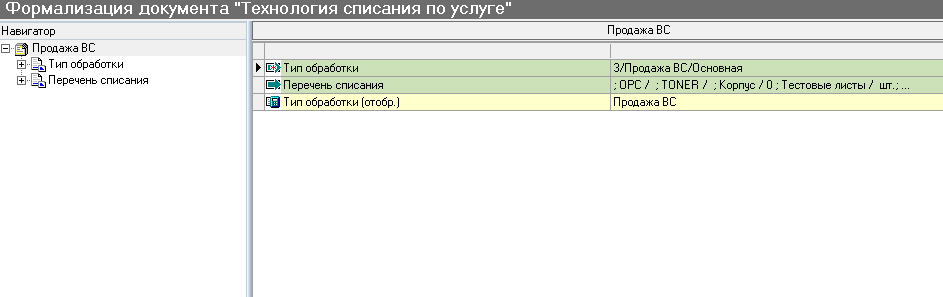 Формализация документа "Технология списания по услуге"
Навигатор
Продажа ВС
Тип обработки
Перечень списания
Продажа ВС
Тип обработки 3/Продажа ВС/Основная
Перечень списания ; OPC / ; TONER / ; Корпус / 0 ; Тестовые листы / шт.; ...
Тип обработки (отобр.) Продажа ВС